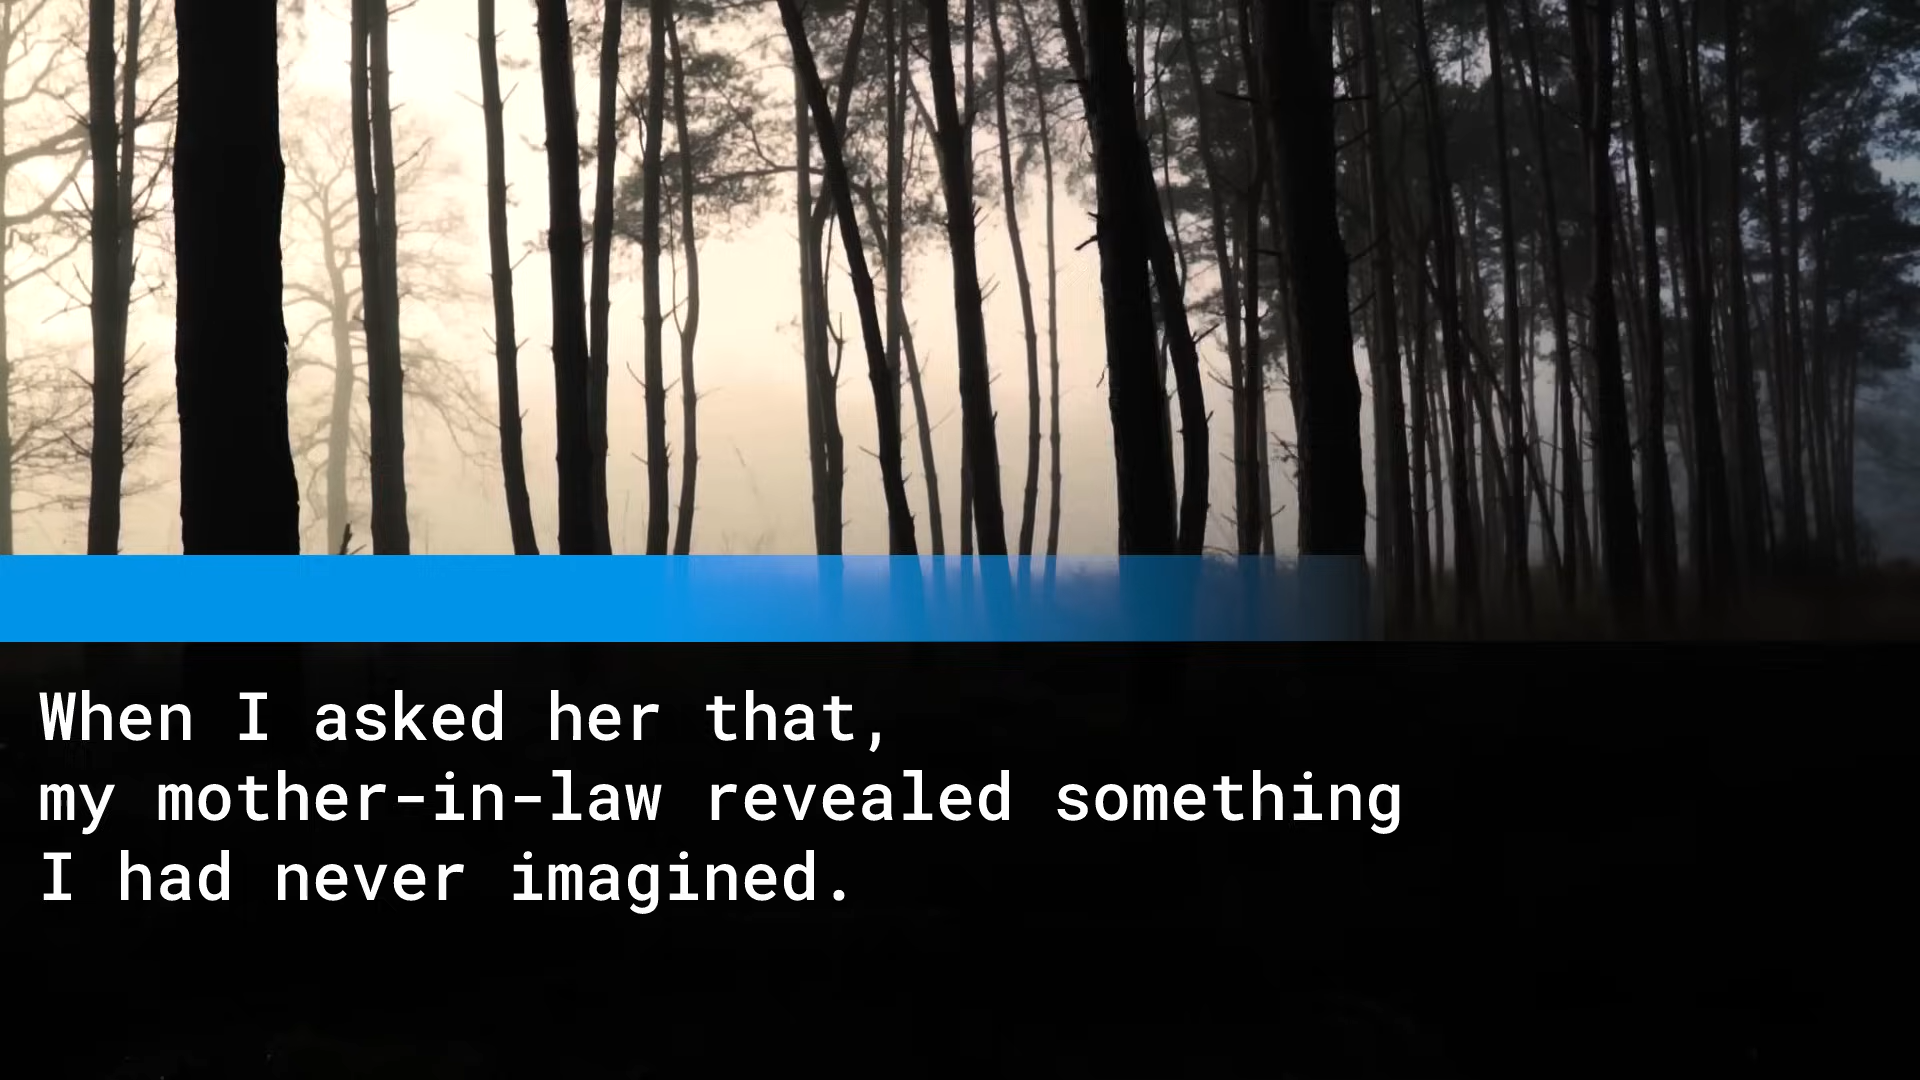 When I asked her that,
my mother-in-law revealed something
I had never imagined.